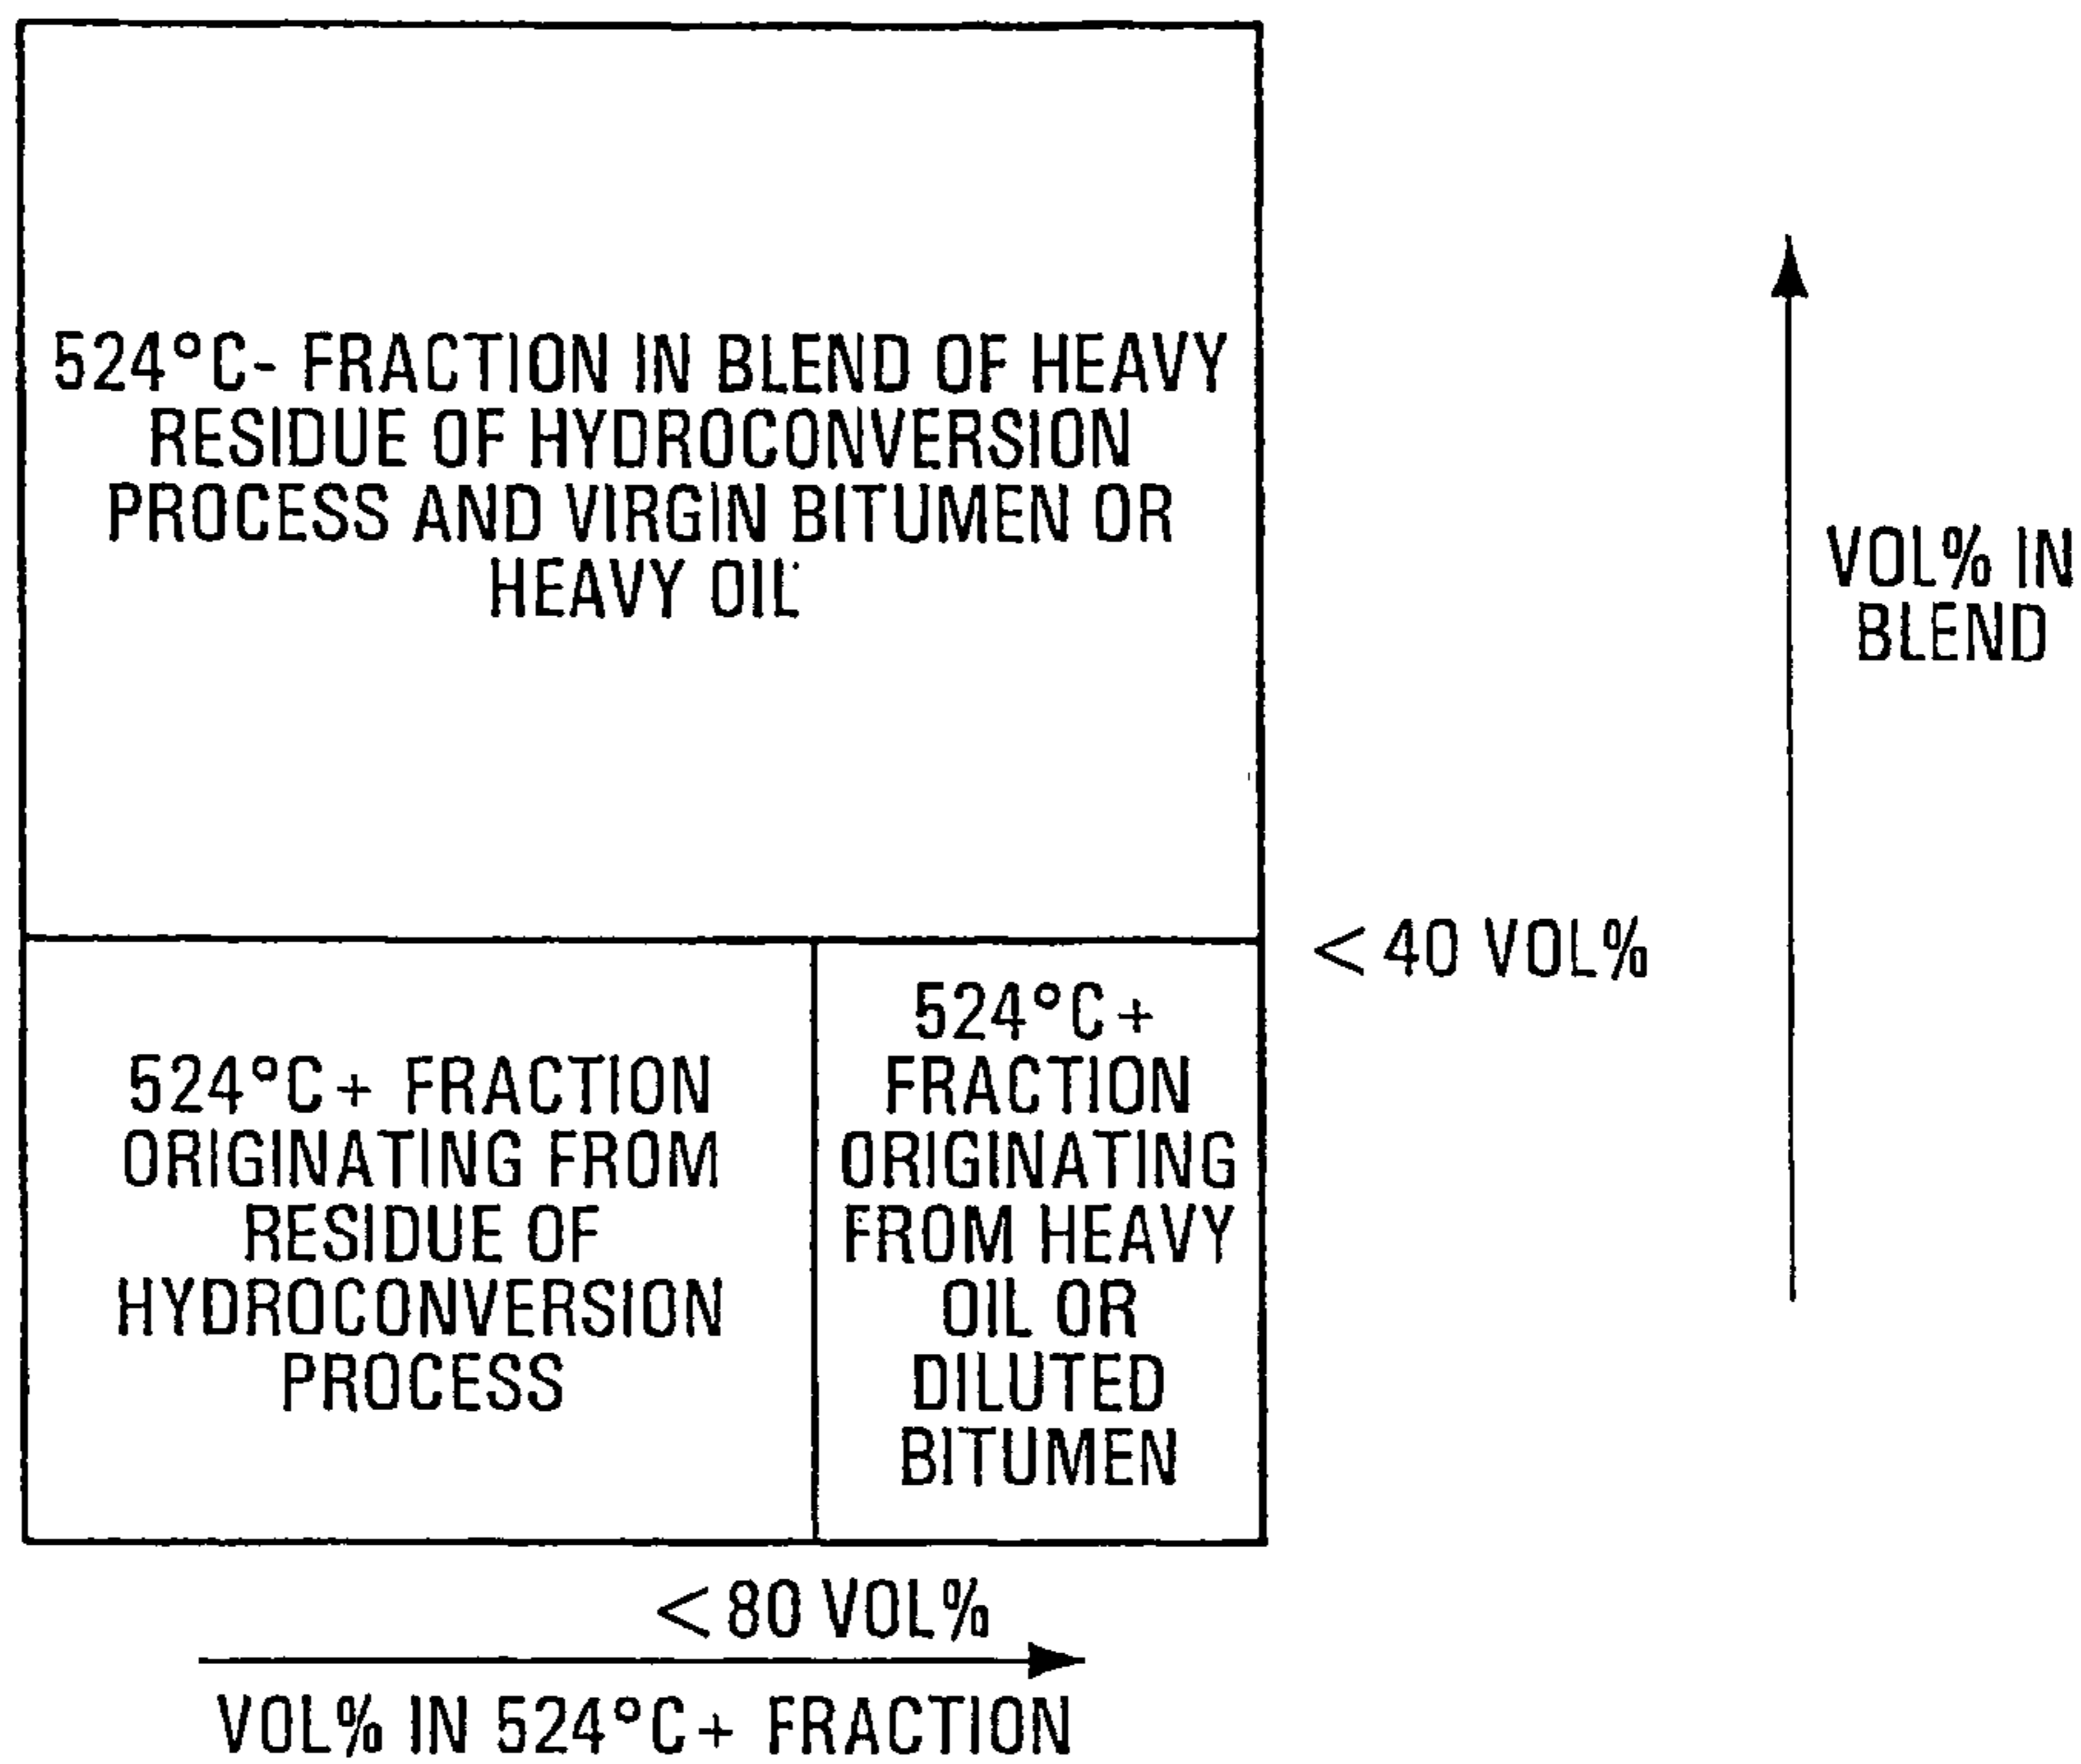 524°C- FRACTION IN BLEND OF HEAVY
RESIDUE OF HYDROCONVERSION
PROCESS AND VIRGIN BITUMEN OR
HEAVY OIL
VOL% IN
BLEND
< 40 VOL%
524°C+ FRACTION
ORIGINATING FROM
RESIDUE OF
HYDROCONVERSION
PROCESS
524°C+
FRACTION
ORIGINATING
FROM HEAVY
OIL OR
DILUTED
BITUMEN
< 80 VOL%
VOL% IN 524°C+ FRACTION